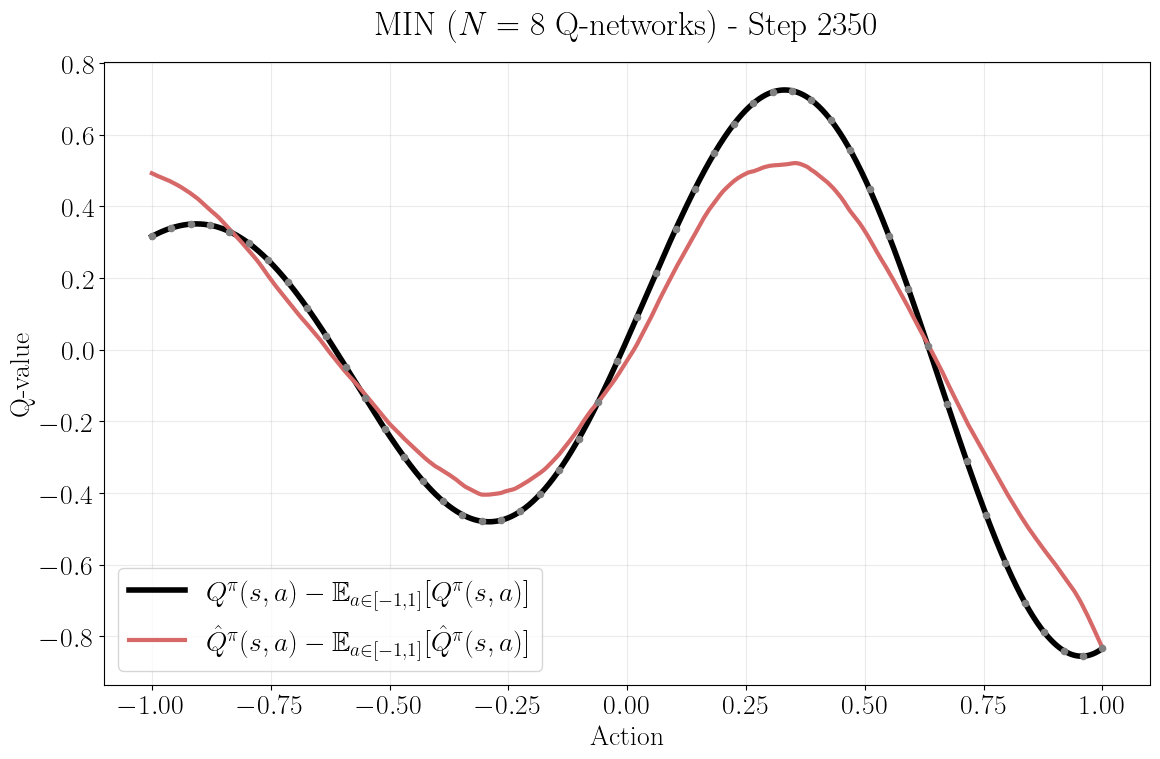 MIN (N = 8 Q-networks) - Step 2350
0.8
0.6
0.4
0.2
0.0
−0.2
−0.4
−0.6
−0.8
Q-value
Q^π(s, a) − 𝔼_{a∈[−1,1]}[Q^π(s, a)]
Q̂^π(s, a) − 𝔼_{a∈[−1,1]}[Q̂^π(s, a)]
−1.00 −0.75 −0.50 −0.25 0.00 0.25 0.50 0.75 1.00
Action